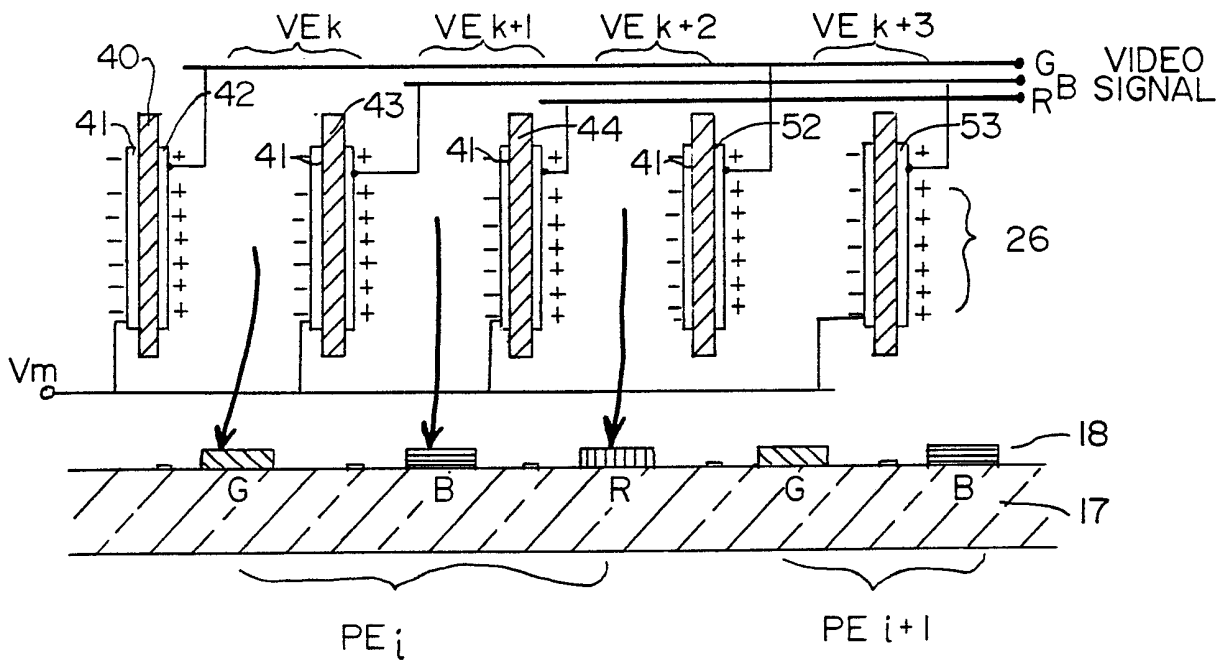 VE k VE k+1 VE k+2 VE k+3
40
G VIDEO
B SIGNAL
R
42 43 44 52 53
41 41 41 41
− + − + − + − + − +
− + − + − + − + − +
− + − + − + − + − +
− + − + − + − + − +
− + − + − + − + − +
− + − + − + − + − +
− + − + − + − + − +
26
Vm
18
G B R G B
17
PE i PE i+1